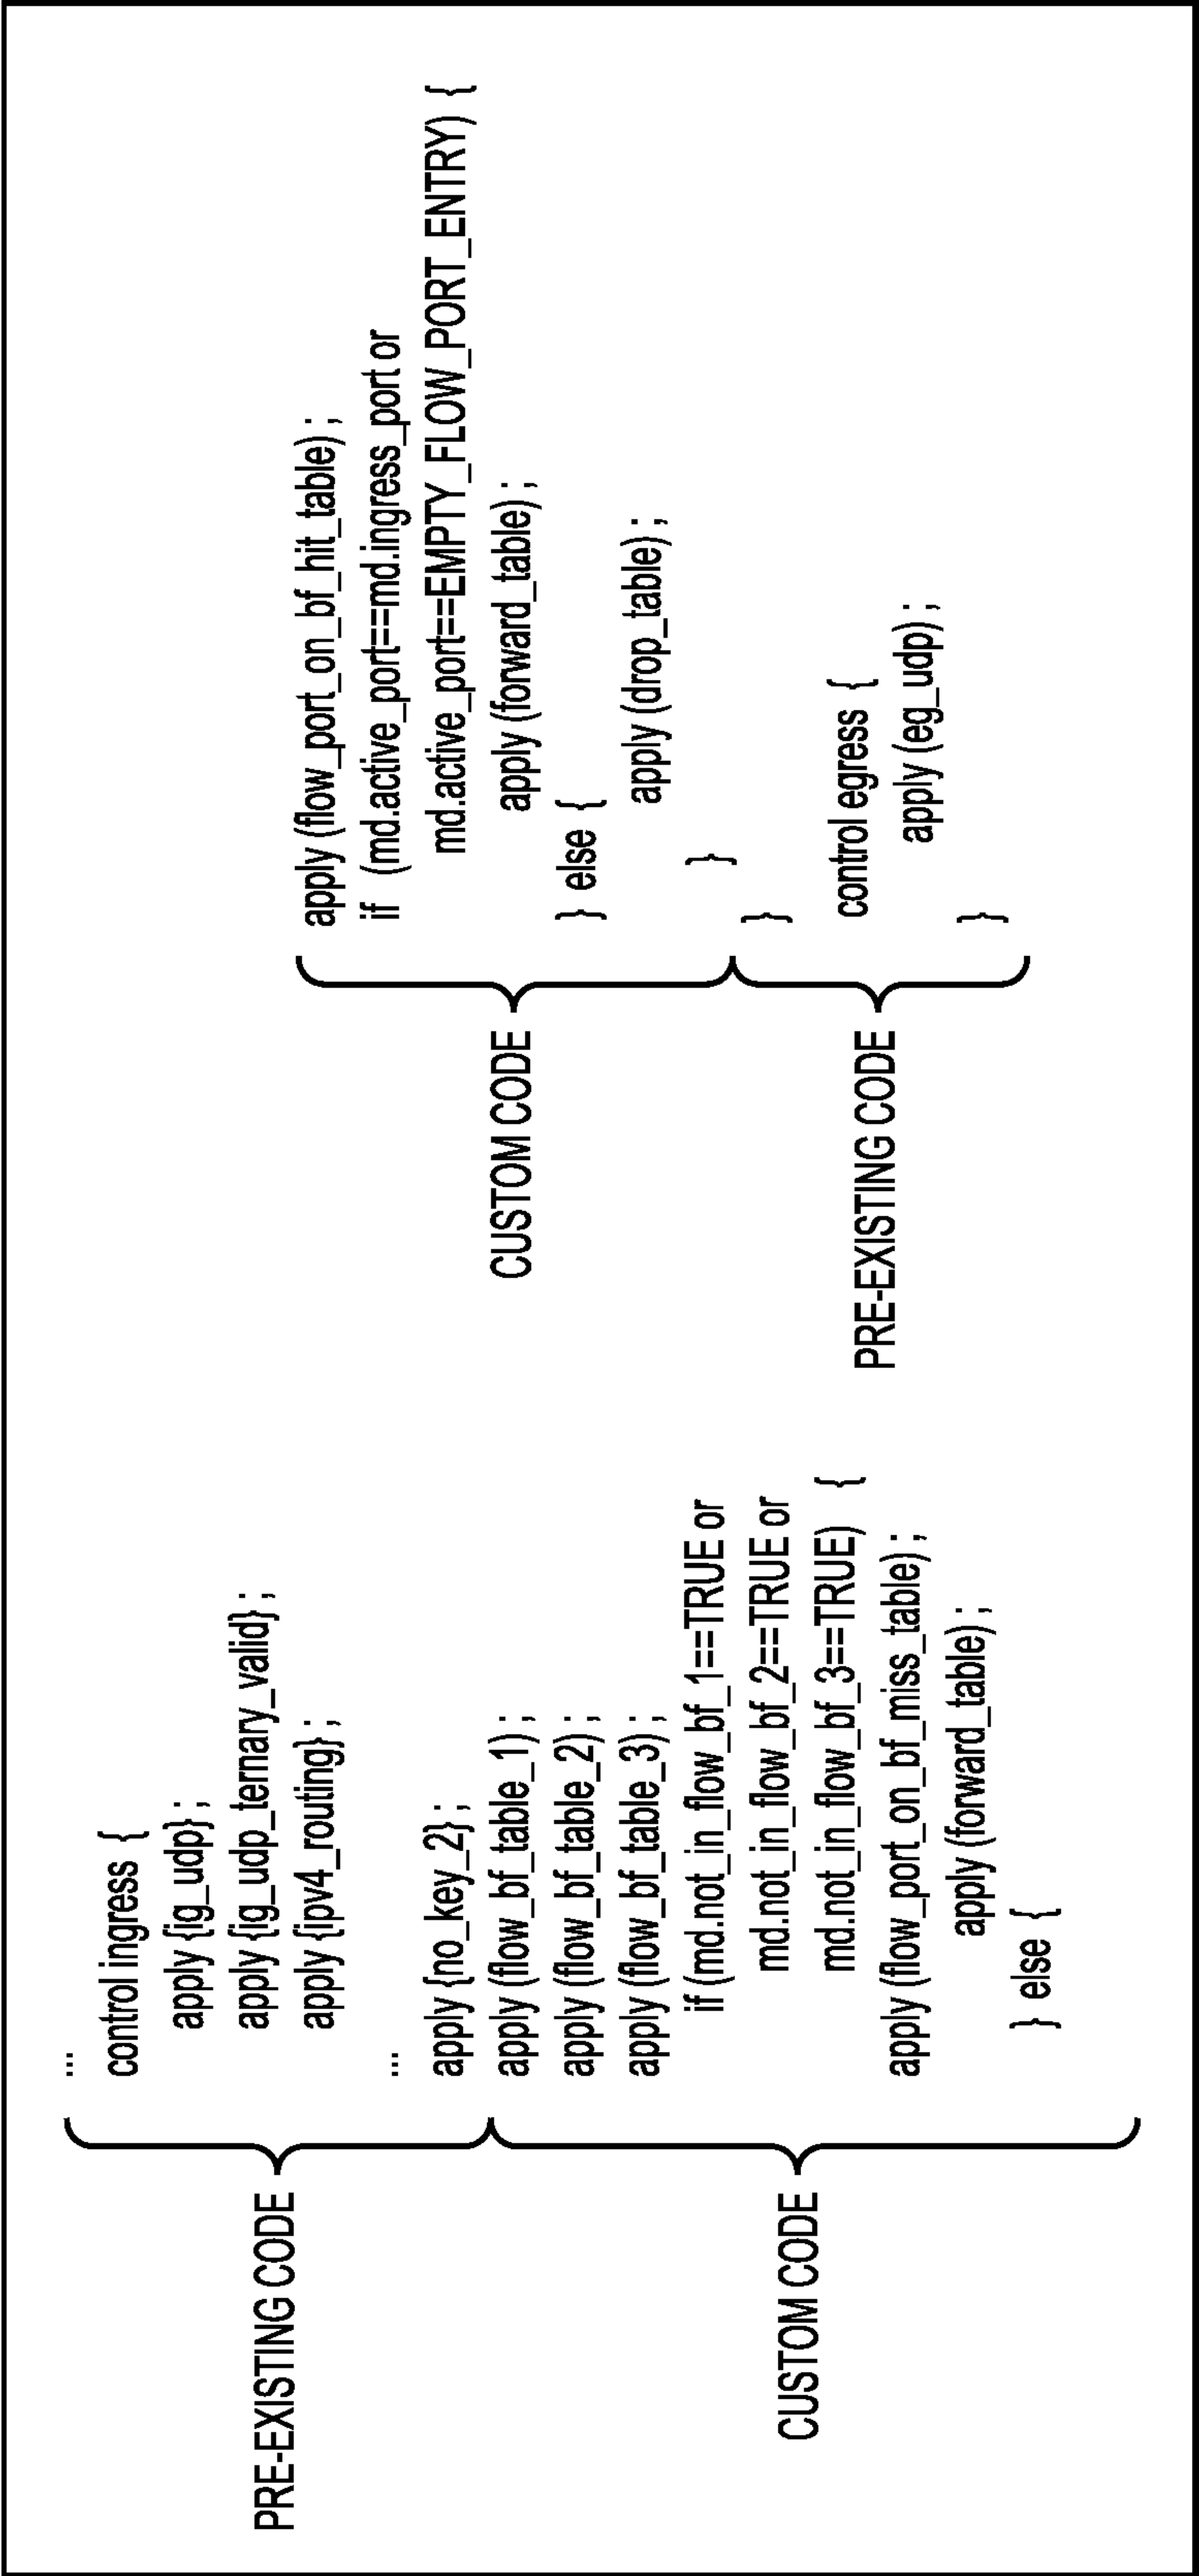 ...
control ingress {
apply {ig_udp} ;
apply {ig_udp_ternary_valid} ;
apply {ipv4_routing} ;
...
apply {no_key_2} ;
PRE-EXISTING CODE
apply (flow_bf_table_1) ;
apply (flow_bf_table_2) ;
apply (flow_bf_table_3) ;
if (md.not_in_flow_bf_1==TRUE or
md.not_in_flow_bf_2==TRUE or
md.not_in_flow_bf_3==TRUE) {
apply (flow_port_on_bf_miss_table) ;
apply (forward_table) ;
} else {
CUSTOM CODE
apply (flow_port_on_bf_hit_table) ;
if (md.active_port==md.ingress_port or
md.active_port==EMPTY_FLOW_PORT_ENTRY) {
apply (forward_table) ;
} else {
apply (drop_table) ;
}
CUSTOM CODE
}
control egress {
apply (eg_udp) ;
}
PRE-EXISTING CODE